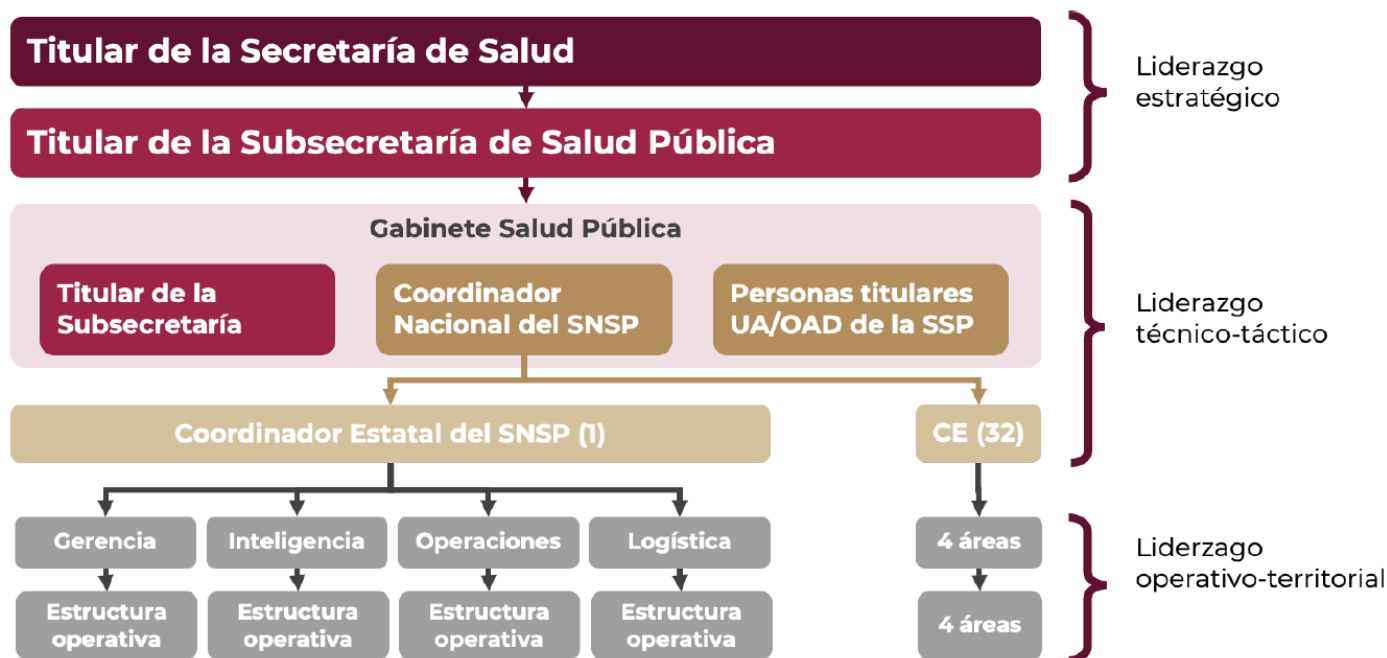 Titular de la Secretaría de Salud
Liderazgo
estratégico
Titular de la Subsecretaría de Salud Pública
Gabinete Salud Pública
Titular de la
Subsecretaría
Coordinador
Nacional del SNSP
Personas titulares
UA/OAD de la SSP
Liderazgo
técnico-táctico
Coordinador Estatal del SNSP (1)
CE (32)
Gerencia
Inteligencia
Operaciones
Logística
4 áreas
Liderzago
operativo-territorial
Estructura
operativa
Estructura
operativa
Estructura
operativa
Estructura
operativa
4 áreas